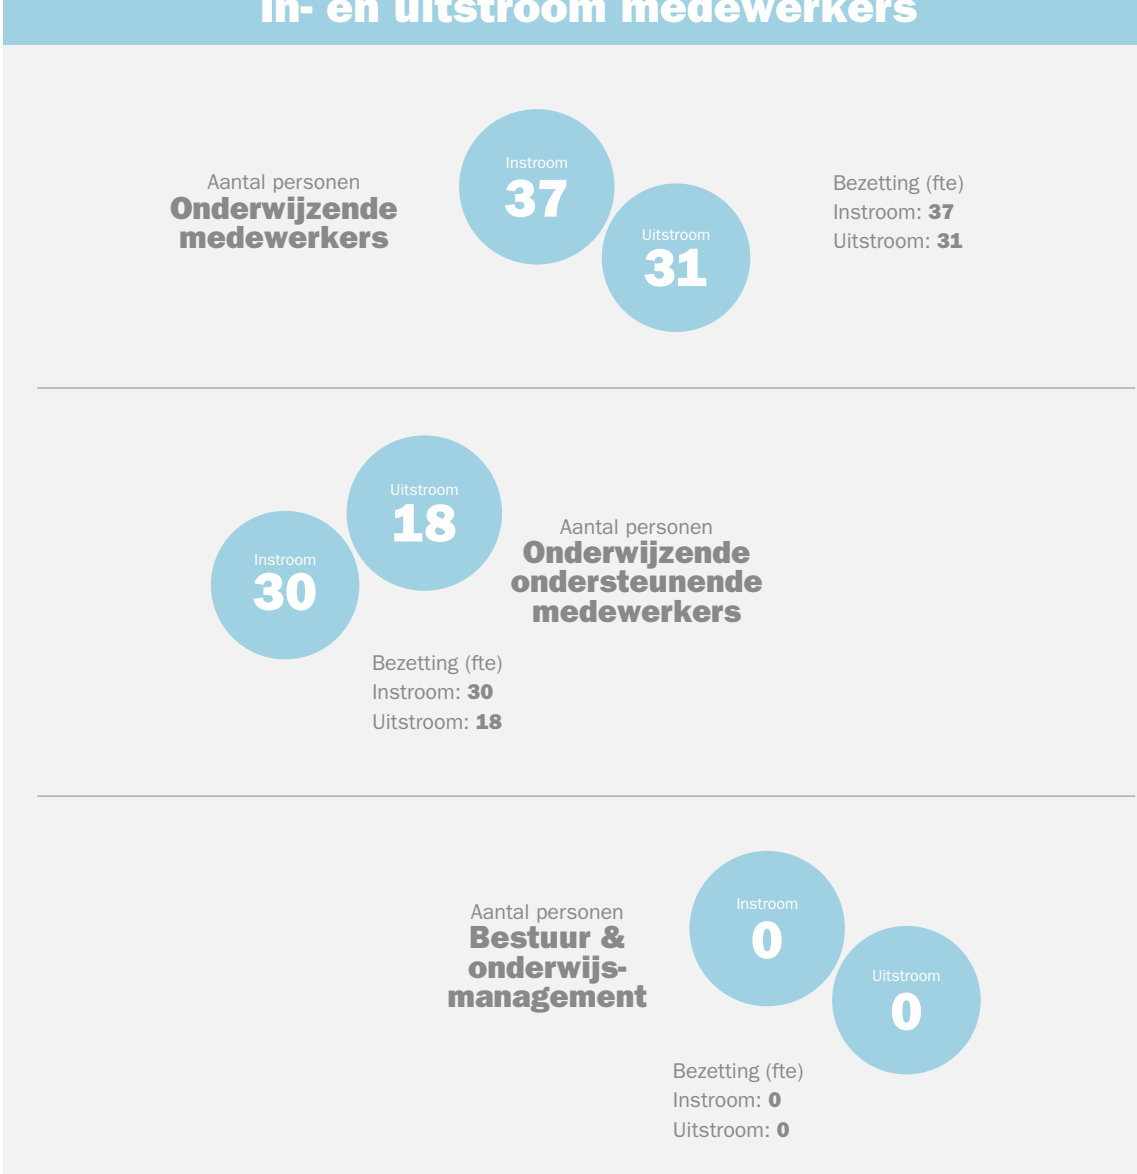 in- en uitstroom medewerkers
Aantal personen
Onderwijzende
medewerkers
Instroom
37
Uitstroom
31
Bezetting (fte)
Instroom: 37
Uitstroom: 31
Uitstroom
18
Instroom
30
Aantal personen
Onderwijzende
ondersteunende
medewerkers
Bezetting (fte)
Instroom: 30
Uitstroom: 18
Aantal personen
Bestuur &
onderwijs-
management
Instroom
0
Uitstroom
0
Bezetting (fte)
Instroom: 0
Uitstroom: 0